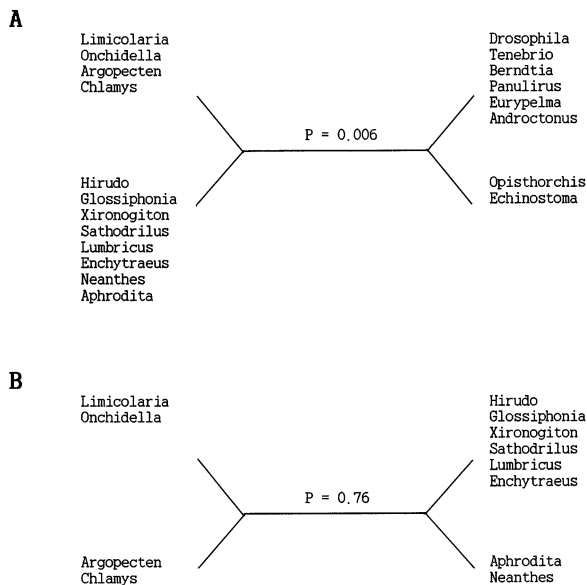 A
Limicolaria
Onchidella
Argopecten
Chlamys
Drosophila
Tenebrio
Berndtia
Panulirus
Eurypelma
Androctonus
P = 0.006
Hirudo
Glossiphonia
Xironogiton
Sathodrilus
Lumbricus
Enchytraeus
Neanthes
Aphrodita
Opisthorchis
Echinostoma
B
Limicolaria
Onchidella
Hirudo
Glossiphonia
Xironogiton
Sathodrilus
Lumbricus
Enchytraeus
P = 0.76
Argopecten
Chlamys
Aphrodita
Neanthes